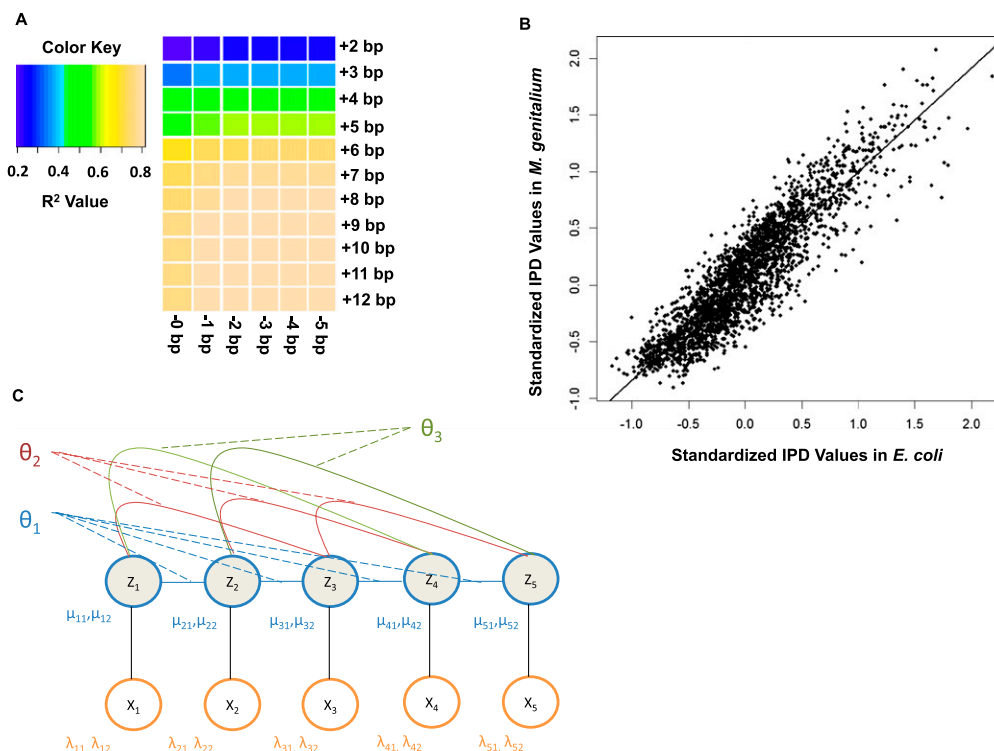 A
Color Key
0.2 0.4 0.6 0.8
R² Value
+2 bp
+3 bp
+4 bp
+5 bp
+6 bp
+7 bp
+8 bp
+9 bp
+10 bp
+11 bp
+12 bp
-0 bp
-1 bp
-2 bp
-3 bp
-4 bp
-5 bp
B
Standardized IPD Values in M. genitalium
2.0
1.5
1.0
0.5
0.0
-0.5
-1.0
-1.0 -0.5 0.0 0.5 1.0 1.5 2.0
Standardized IPD Values in E. coli
C
θ₃
θ₂
θ₁
Z₁ Z₂ Z₃ Z₄ Z₅
μ₁₁,μ₁₂ μ₂₁,μ₂₂ μ₃₁,μ₃₂ μ₄₁,μ₄₂ μ₅₁,μ₅₂
X₁ X₂ X₃ X₄ X₅
λ₁₁, λ₁₂ λ₂₁, λ₂₂ λ₃₁, λ₃₂ λ₄₁, λ₄₂ λ₅₁, λ₅₂